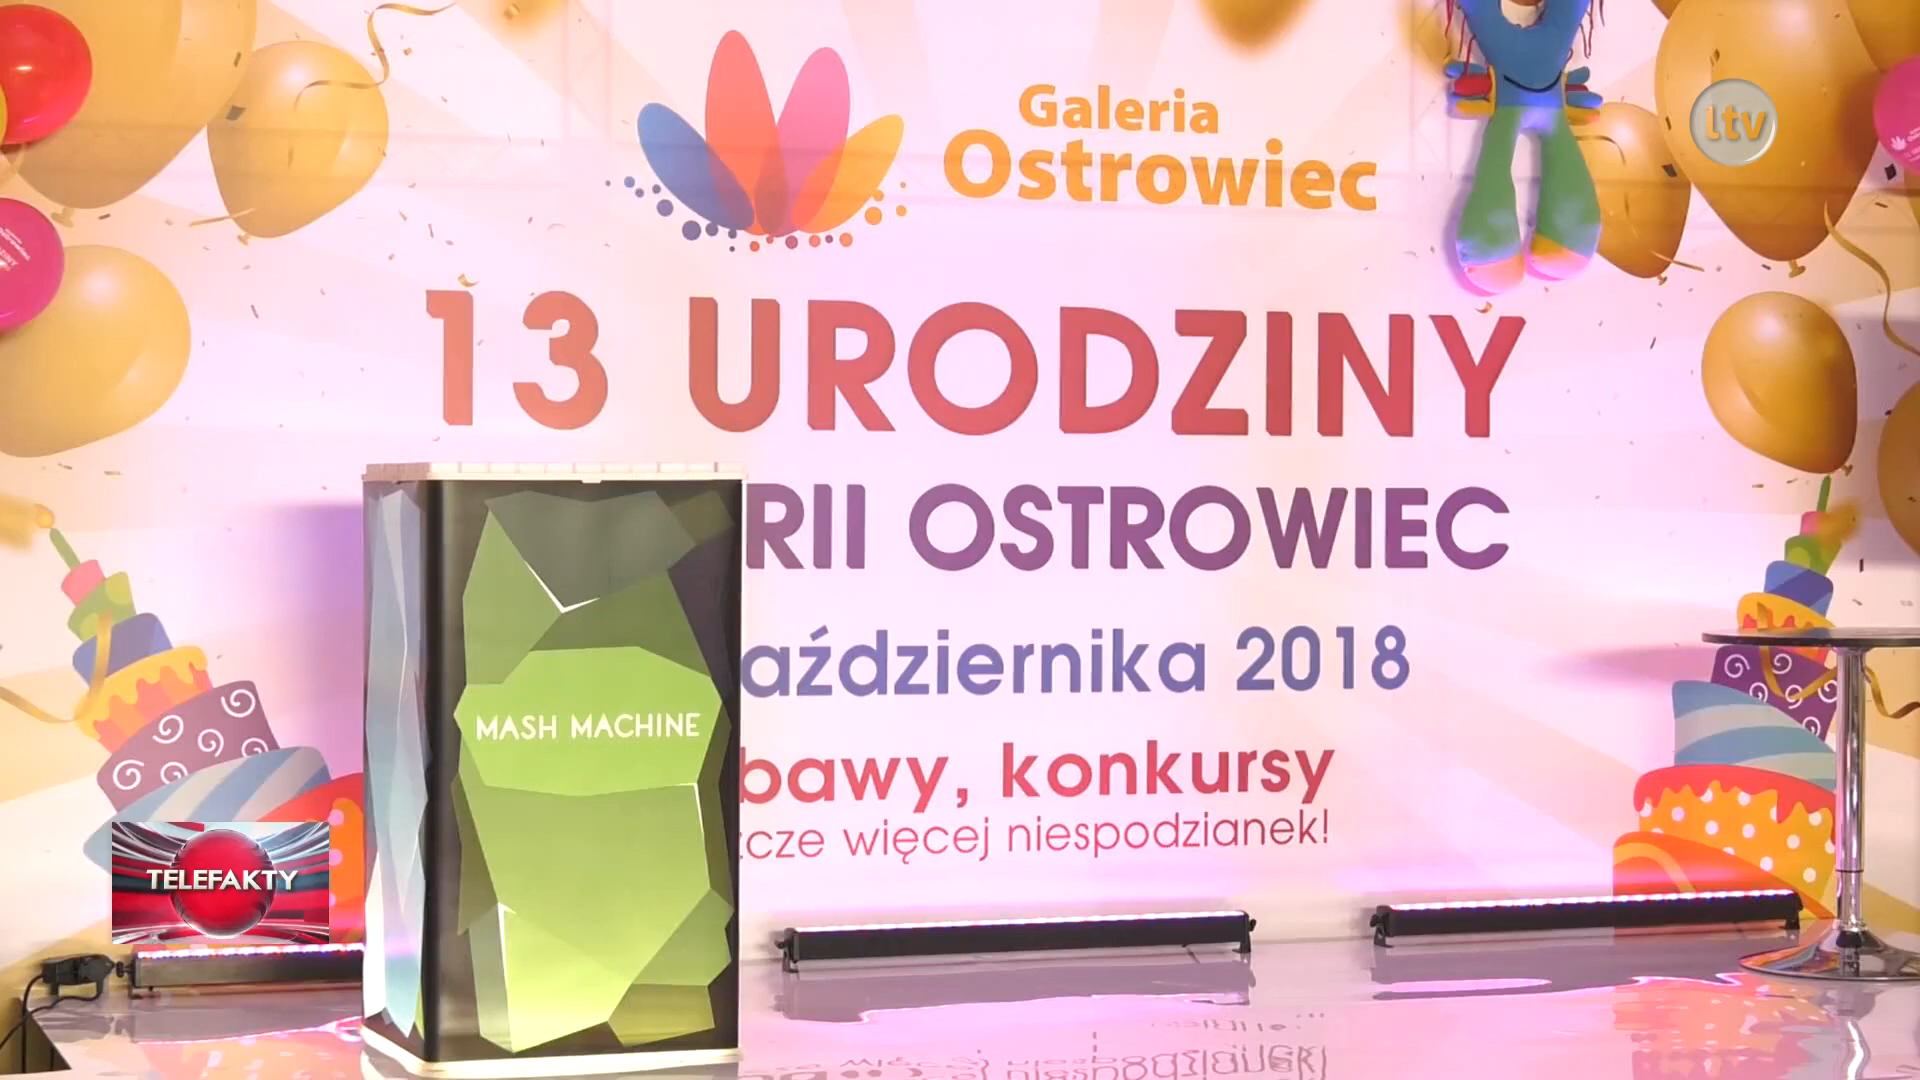 Galeria
Ostrowiec
ltv
13 URODZINY
RII OSTROWIEC
aździernika 2018
bawy, konkursy
cze więcej niespodzianek!
MASH MACHINE
TELEFAKTY